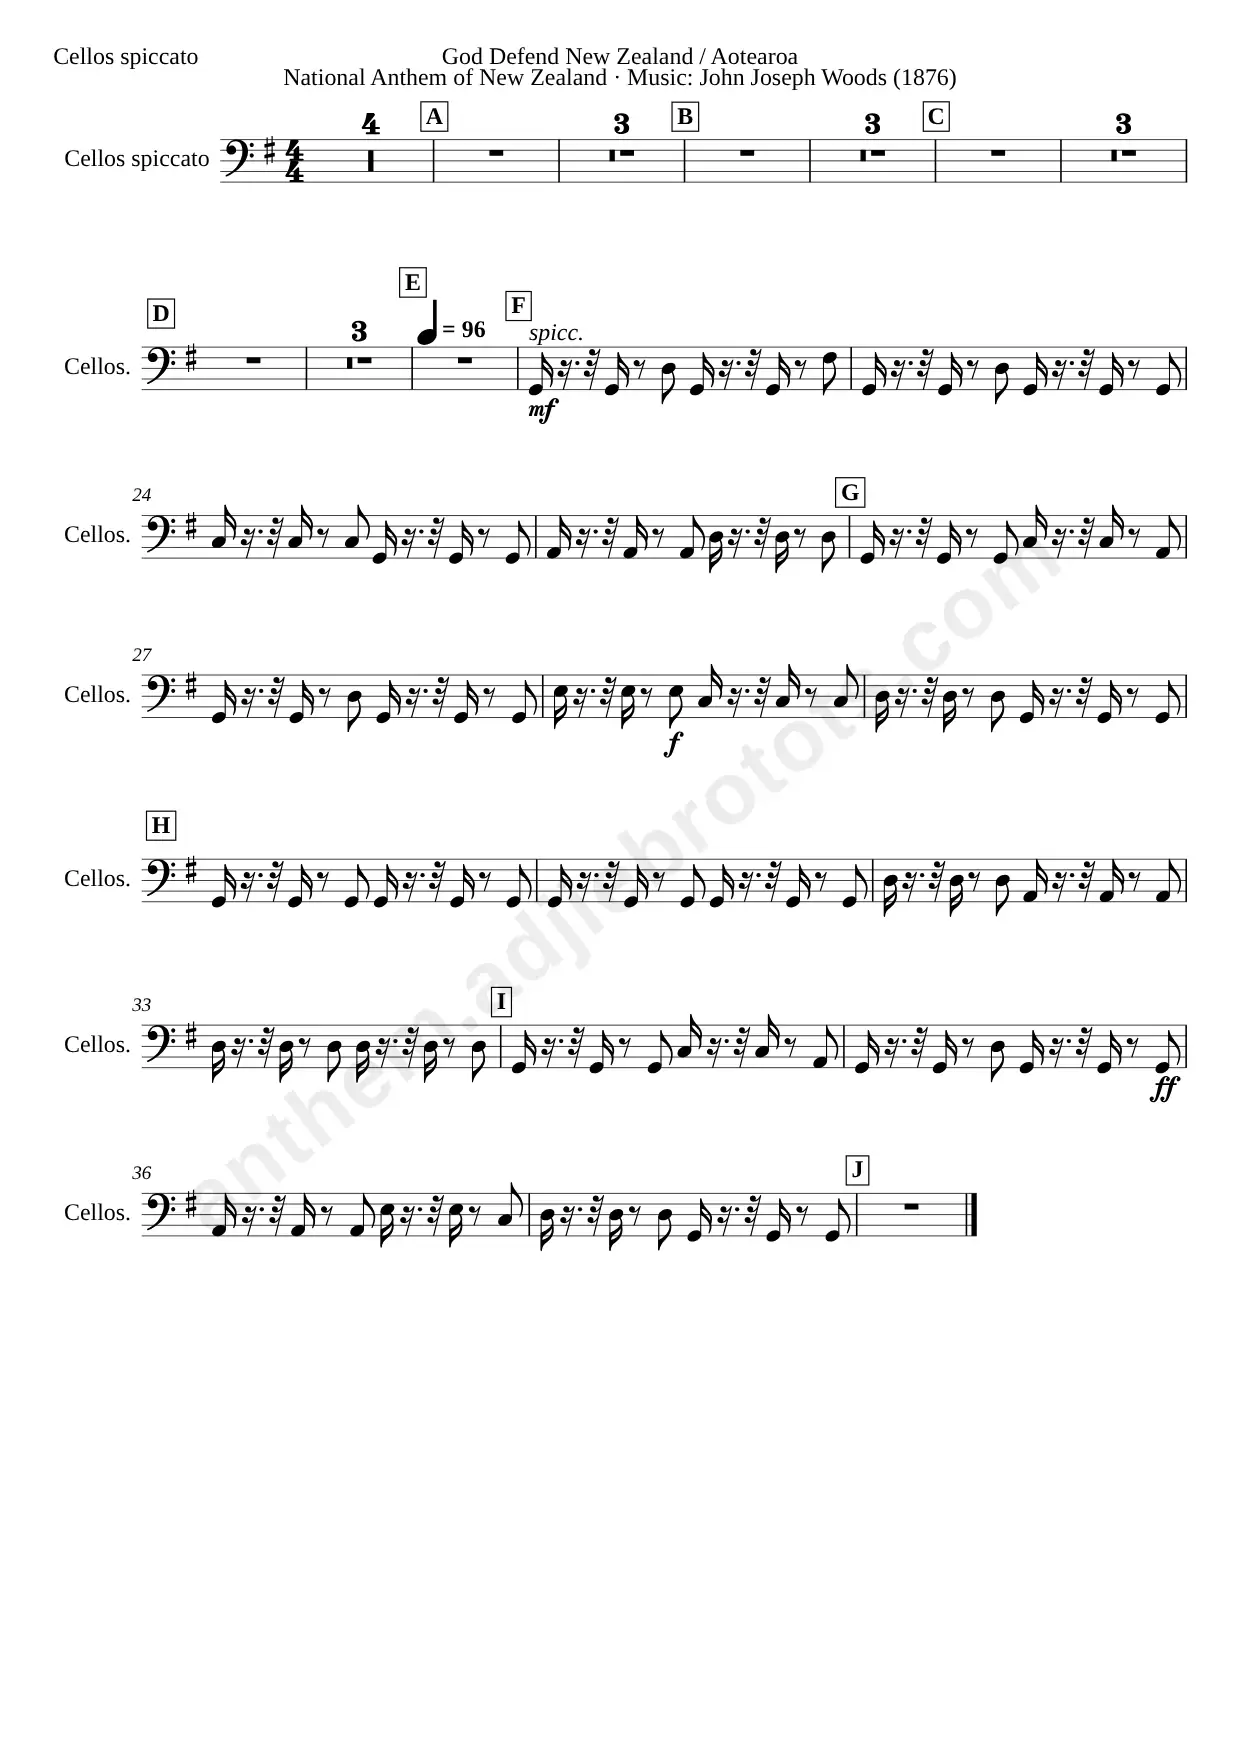 Cellos spiccato
God Defend New Zealand / Aotearoa
National Anthem of New Zealand · Music: John Joseph Woods (1876)
4 A 3 B 3 C 3
Cellos spiccato
D 3 E = 96 F spicc.
Cellos.
mf
24 G
Cellos.
27
Cellos.
f
H
Cellos.
33 I
Cellos.
ff
36 J
Cellos.
anthem.adjiebrotots.com